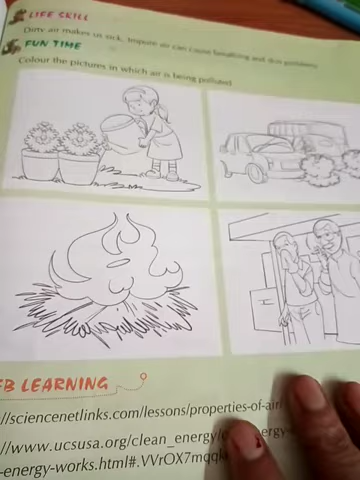 LIFE SKILL
Dirty air makes us sick. Impure air can cause breathing and skin problems.
FUN TIME
Colour the pictures in which air is being polluted.
EB LEARNING
//sciencenetlinks.com/lessons/properties-of-air/
//www.ucsusa.org/clean_energy/
-energy-works.html#.VVrOX7mqqk